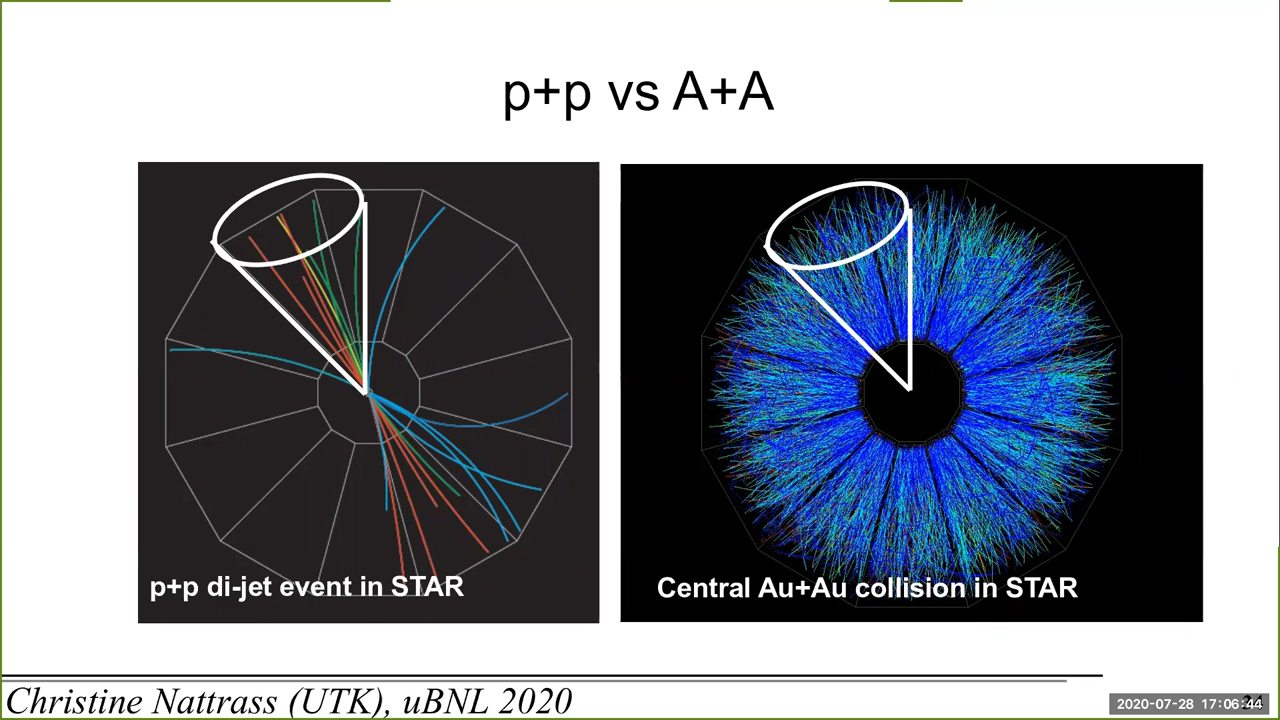 p+p vs A+A
p+p di-jet event in STAR
Central Au+Au collision in STAR
Christine Nattrass (UTK), uBNL 2020
2020-07-28 17:06:44